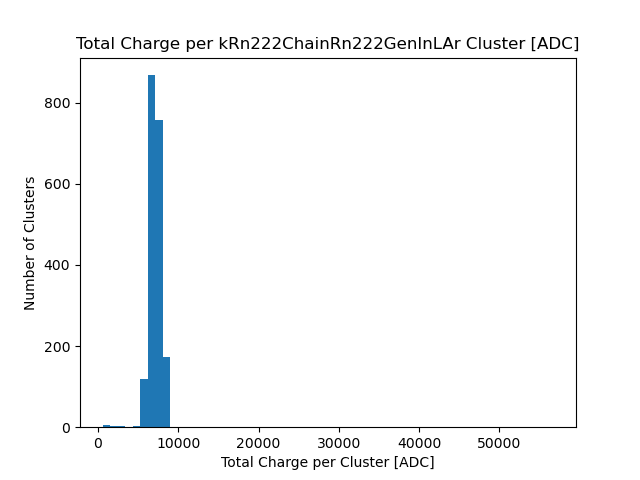 Total Charge per kRn222ChainRn222GenInLAr Cluster [ADC]
Number of Clusters
800
600
400
200
0
0 10000 20000 30000 40000 50000
Total Charge per Cluster [ADC]